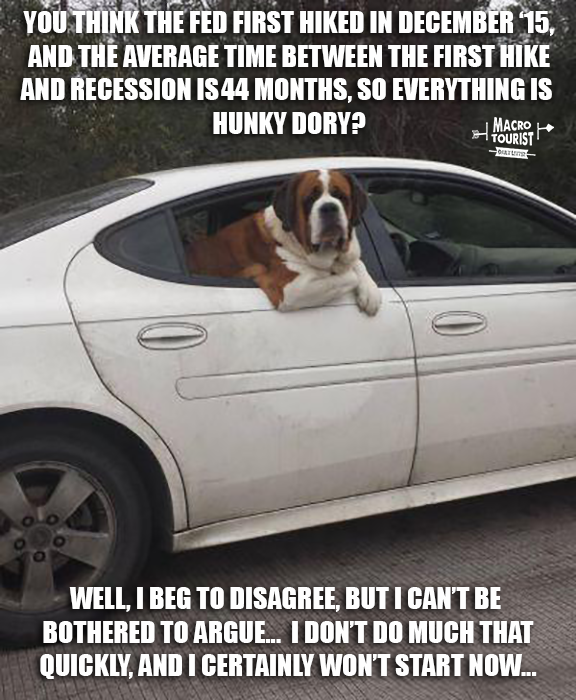 YOU THINK THE FED FIRST HIKED IN DECEMBER '15,
AND THE AVERAGE TIME BETWEEN THE FIRST HIKE
AND RECESSION IS 44 MONTHS, SO EVERYTHING IS
HUNKY DORY?
MACRO
TOURIST
WELL, I BEG TO DISAGREE, BUT I CAN'T BE
BOTHERED TO ARGUE... I DON'T DO MUCH THAT
QUICKLY, AND I CERTAINLY WON'T START NOW...